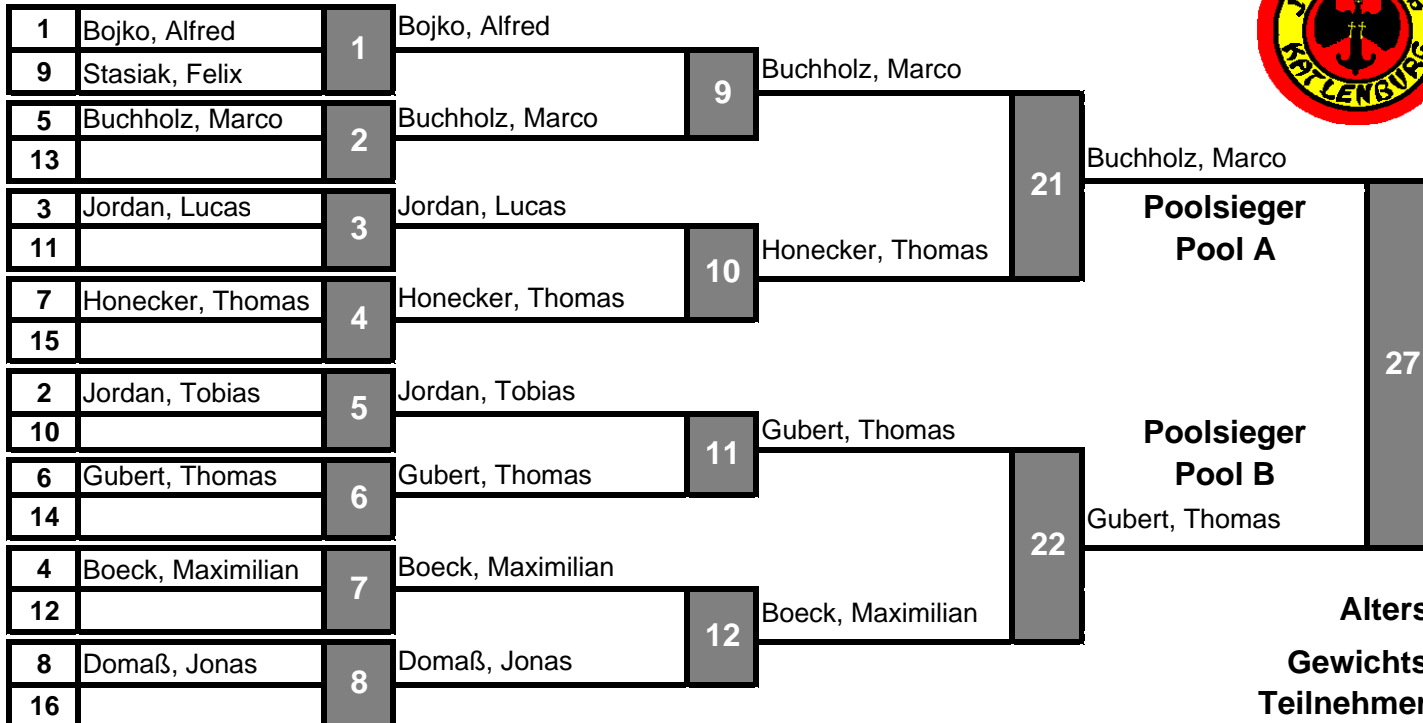 1 Bojko, Alfred 1 Bojko, Alfred
9 Stasiak, Felix
9 Buchholz, Marco
5 Buchholz, Marco 2 Buchholz, Marco
13
21 Buchholz, Marco
3 Jordan, Lucas 3 Jordan, Lucas
Poolsieger
Pool A
11
10 Honecker, Thomas
7 Honecker, Thomas 4 Honecker, Thomas
15
27
2 Jordan, Tobias 5 Jordan, Tobias
10
11 Gubert, Thomas
Poolsieger
Pool B
6 Gubert, Thomas 6 Gubert, Thomas
14
22 Gubert, Thomas
4 Boeck, Maximilian 7 Boeck, Maximilian
12
12 Boeck, Maximilian
Alters
8 Domaß, Jonas 8 Domaß, Jonas
Gewichts
16
Teilnehmer
KATLENBURG